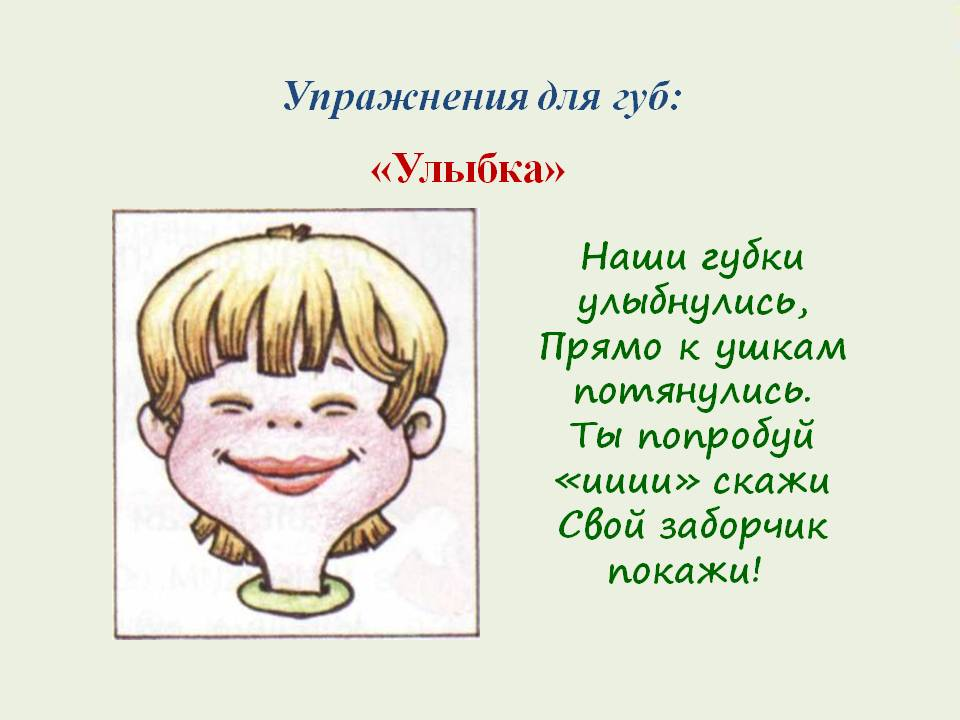 Упражнения для губ:
«Улыбка»
Наши губки
улыбнулись,
Прямо к ушкам
потянулись.
Ты попробуй
«ииии» скажи
Свой заборчик
покажи!